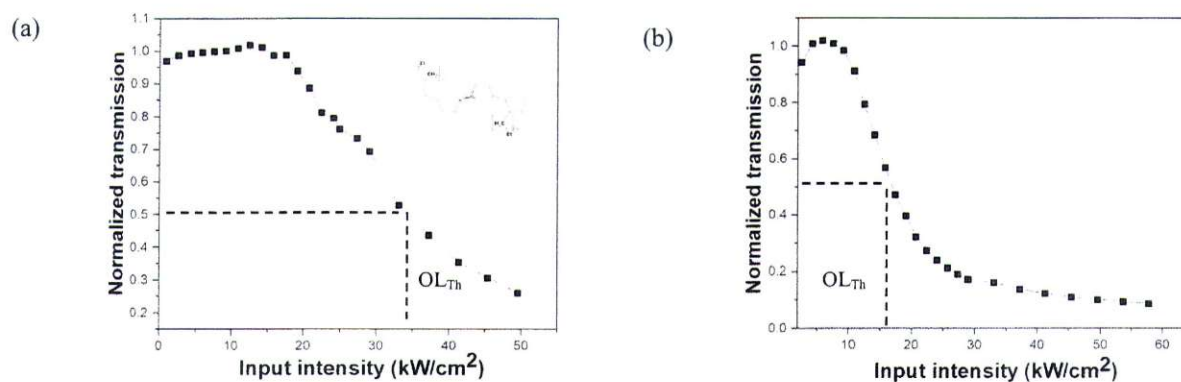 (a)
Normalized transmission
1.1
1.0
0.9
0.8
0.7
0.6
0.5
0.4
0.3
0.2
OL_Th
0 10 20 30 40 50
Input intensity (kW/cm²)
(b)
Normalized transmission
1.0
0.8
0.6
0.4
0.2
0.0
OL_Th
10 20 30 40 50 60
Input intensity (kW/cm²)